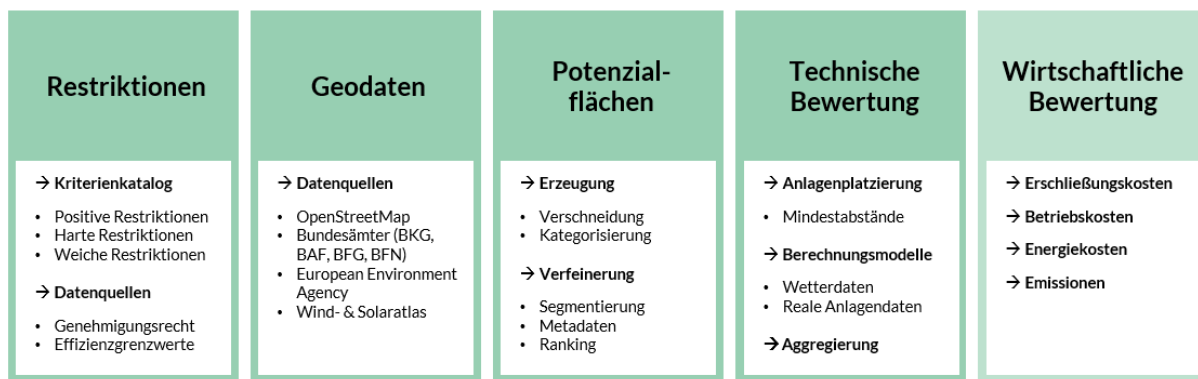 Restriktionen
→ Kriterienkatalog
• Positive Restriktionen
• Harte Restriktionen
• Weiche Restriktionen
→ Datenquellen
• Genehmigungsrecht
• Effizienzgrenzwerte
Geodaten
→ Datenquellen
• OpenStreetMap
• Bundesämter (BKG,
BAF, BFG, BFN)
• European Environment
Agency
• Wind- & Solaratlas
Potenzial-
flächen
→ Erzeugung
• Verschneidung
• Kategorisierung
→ Verfeinerung
• Segmentierung
• Metadaten
• Ranking
Technische
Bewertung
→ Anlagenplatzierung
• Mindestabstände
→ Berechnungsmodelle
• Wetterdaten
• Reale Anlagendaten
→ Aggregierung
Wirtschaftliche
Bewertung
→ Erschließungskosten
→ Betriebskosten
→ Energiekosten
→ Emissionen